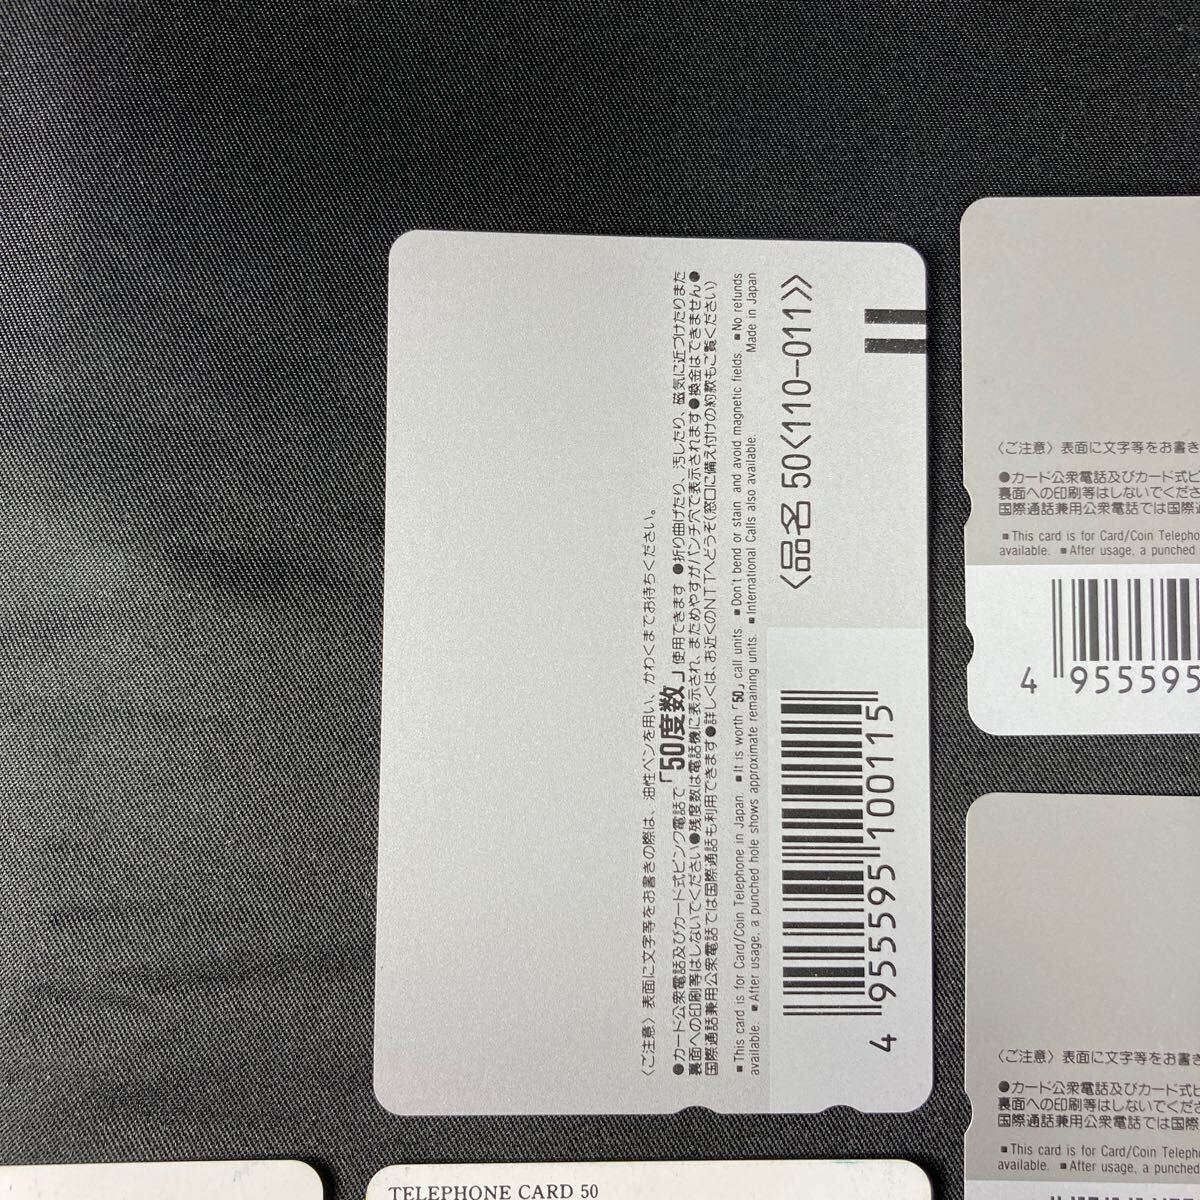 〈ご注意〉表面に文字等をお書きの際は、油性ペンを用い、かわくまでお待ちください。
●カード公衆電話及びカード式ピンク電話で「50度数」使用できます ●折り曲げたり、汚したり、磁気に近づけたりまた
裏面への印刷等はしないでください●残度数は電話機に表示され、まためやすがパンチ穴で表示されます●換金はできません●
国際通話兼用公衆電話では国際通話も利用できます●詳しくは、お近くのNTTへどうぞ(窓口に備え付けの約款もご覧ください)
■This card is for Card/Coin Telephone in Japan. ■It is worth「50」call units. ■Don't bend or stain and avoid magnetic fields. ■No refunds
available. ■After usage, a punched hole shows approximate remaining units. ■International Calls also available. Made in Japan
〈品名 50〈110-011〉〉
4 955595 100115
〈ご注意〉表面に文字等をお書き
●カード公衆電話及びカード式ピ
裏面への印刷等はしないでくださ
国際通話兼用公衆電話では国際
■This card is for Card/Coin Telepho
available. ■After usage, a punched
4 955595
〈ご注意〉表面に文字等をお書き
●カード公衆電話及びカード式ピ
裏面への印刷等はしないでくださ
国際通話兼用公衆電話では国際
■This card is for Card/Coin Teleph
available. ■After usage, a punched
TELEPHONE CARD 50